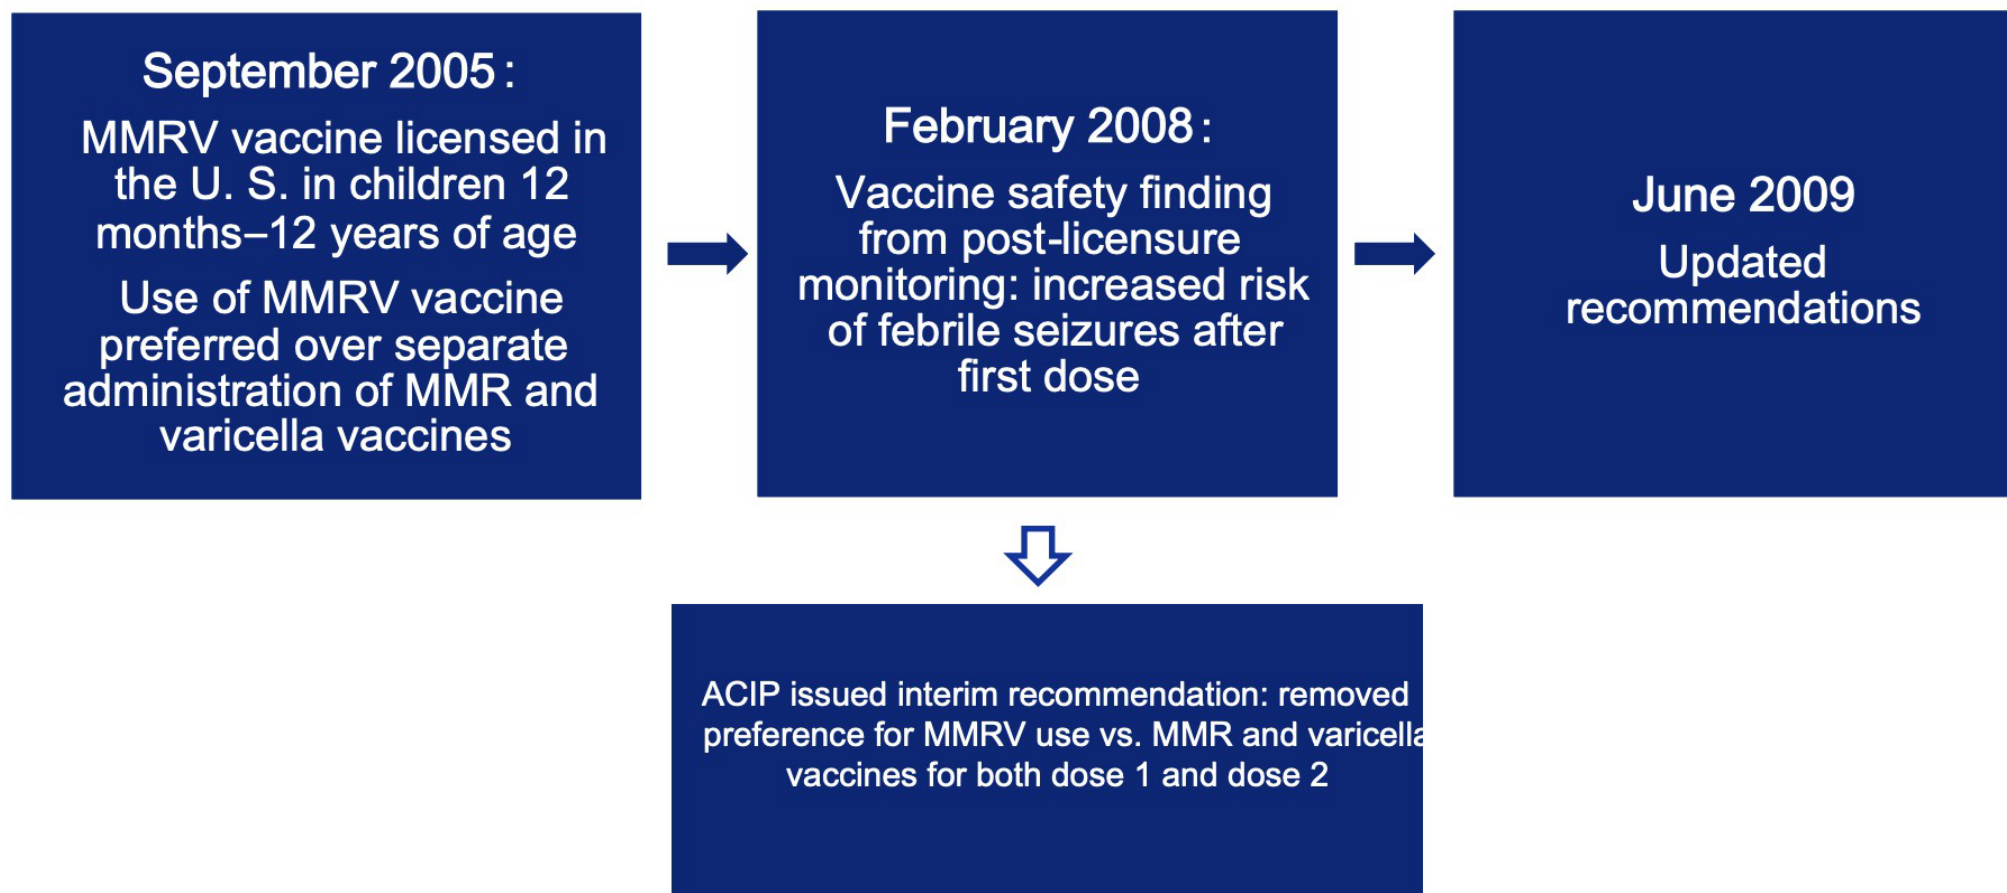 September 2005:
MMRV vaccine licensed in
the U. S. in children 12
months–12 years of age
Use of MMRV vaccine
preferred over separate
administration of MMR and
varicella vaccines
February 2008:
Vaccine safety finding
from post-licensure
monitoring: increased risk
of febrile seizures after
first dose
June 2009
Updated
recommendations
ACIP issued interim recommendation: removed
preference for MMRV use vs. MMR and varicella
vaccines for both dose 1 and dose 2